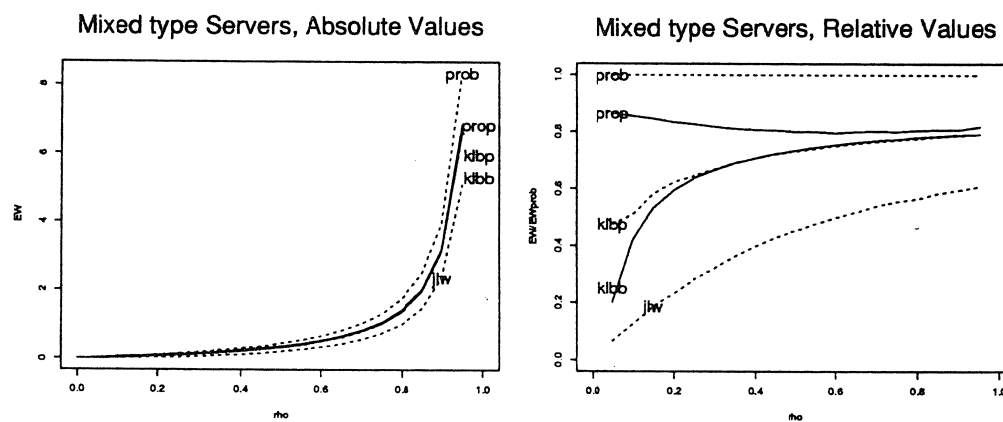 Mixed type Servers, Absolute Values
prob
prop
klbp
klbb
jlw
EW
8
6
4
2
0
0.0 0.2 0.4 0.6 0.8 1.0
rho
Mixed type Servers, Relative Values
prob
prop
klbp
klbb
jlw
EW/EWprob
1.0
0.8
0.6
0.4
0.2
0.0
0.0 0.2 0.4 0.6 0.8 1.0
rho